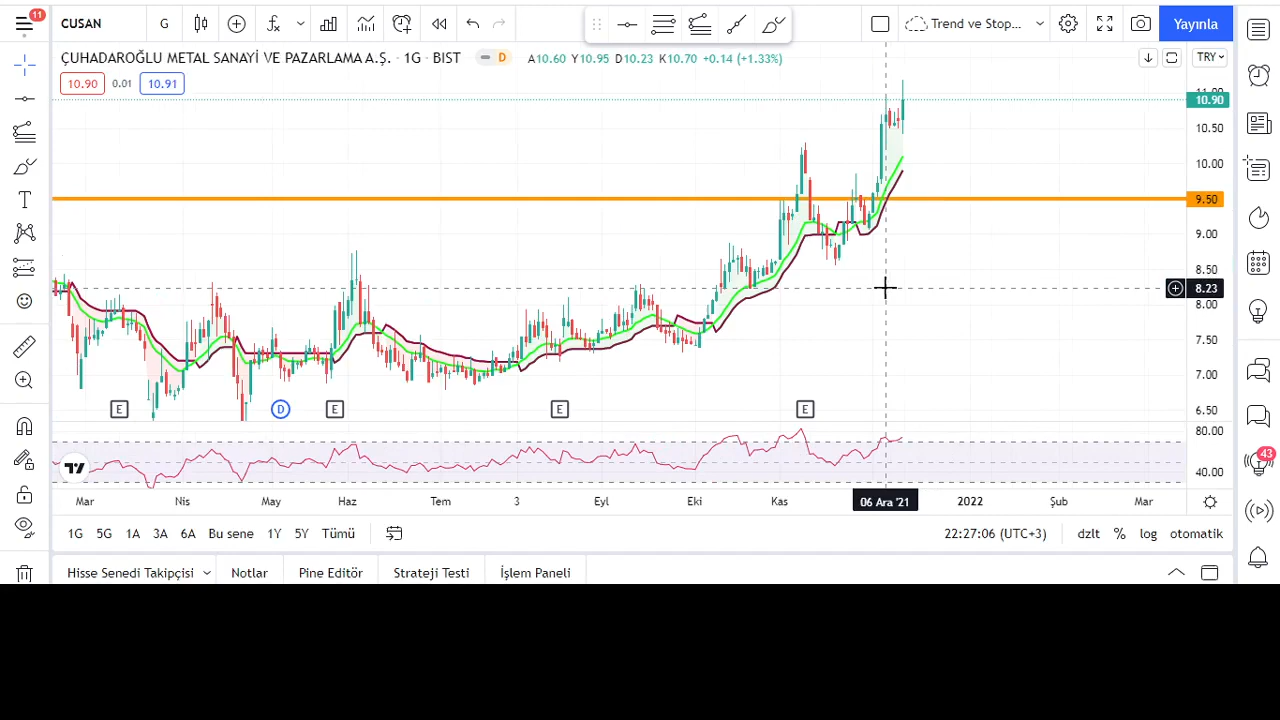 11
CUSAN
G
Trend ve Stop...
Yayınla
ÇUHADAROĞLU METAL SANAYİ VE PAZARLAMA A.Ş. · 1G · BIST
D
A10.60 Y10.95 D10.23 K10.70 +0.14 (+1.33%)
TRY
10.90
0.01
10.91
11.00
10.90
10.50
10.00
9.50
9.00
8.50
8.23
8.00
7.50
7.00
6.50
E
D
E
E
E
80.00
40.00
43
Mar
Nis
May
Haz
Tem
3
Eyl
Eki
Kas
06 Ara '21
2022
Şub
Mar
1G
5G
1A
3A
6A
Bu sene
1Y
5Y
Tümü
22:27:06 (UTC+3)
dzlt
%
log
otomatik
Hisse Senedi Takipçisi
Notlar
Pine Editör
Strateji Testi
İşlem Paneli